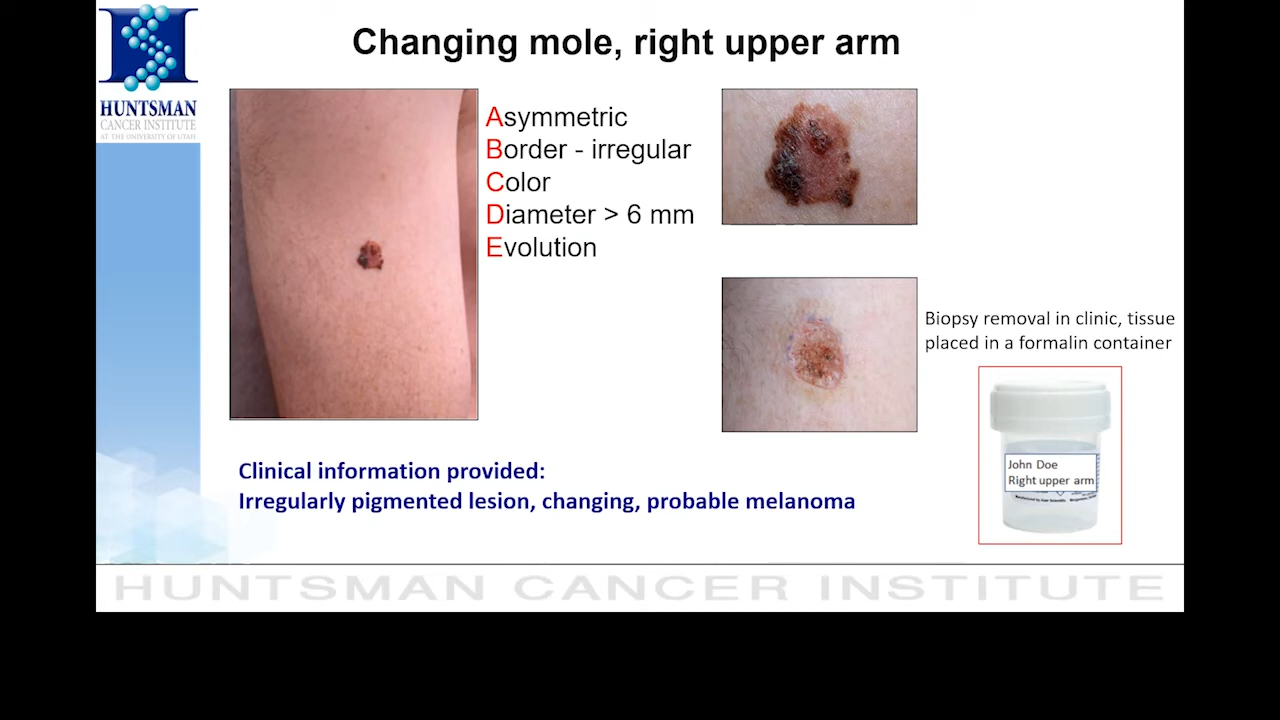 Changing mole, right upper arm
HUNTSMAN
CANCER INSTITUTE
AT THE UNIVERSITY OF UTAH
Asymmetric
Border - irregular
Color
Diameter > 6 mm
Evolution
Biopsy removal in clinic, tissue
placed in a formalin container
John Doe
Right upper arm
Clinical information provided:
Irregularly pigmented lesion, changing, probable melanoma
HUNTSMAN CANCER INSTITUTE